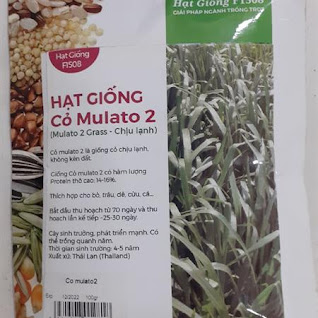 Hạt Giống F1508
GIẢI PHÁP NGÀNH TRỒNG TRỌT
Hạt Giống
F1508
HẠT GIỐNG
CỎ Mulato 2
(Mulato 2 Grass - Chịu lạnh)
Cỏ mulato 2 là giống cỏ chịu lạnh,
không kén đất.
Giống Cỏ mulato 2 có hàm lượng
Protein thô cao: 14-16%.
Thích hợp cho bò, trâu, dê, cừu, cá...
Bắt đầu thu hoạch từ 70 ngày và thu
hoạch lần kế tiếp -25-30 ngày.
Cây sinh trưởng, phát triển mạnh. Có
thể trồng quanh năm.
Thời gian sinh trưởng: 4-5 năm
Xuất xứ: Thái Lan (Thailand)
Co mulato2
12/2022 100gr